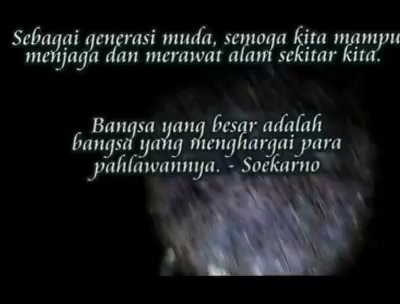 Sebagai generasi muda, semoga kita mampu
menjaga dan merawat alam sekitar kita.
Bangsa yang besar adalah
bangsa yang menghargai para
pahlawannya. - Soekarno